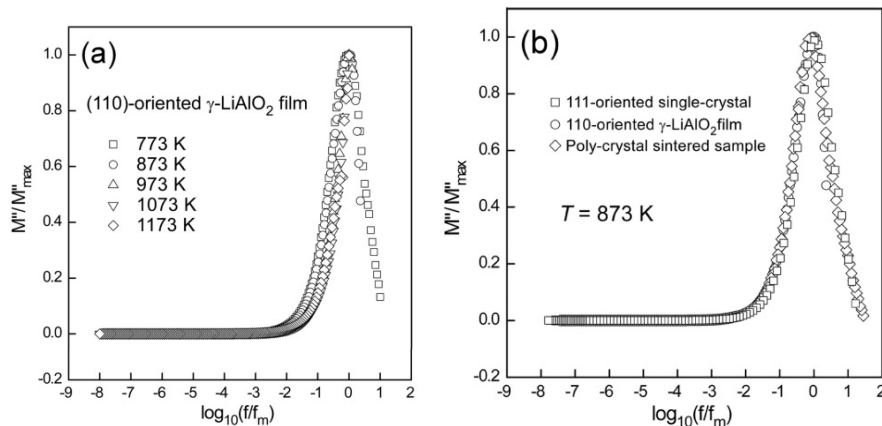 (a)
(110)-oriented γ-LiAlO₂ film
773 K
873 K
973 K
1073 K
1173 K
M"/M"max
1.0
0.8
0.6
0.4
0.2
0.0
-0.2
-9 -8 -7 -6 -5 -4 -3 -2 -1 0 1 2
log₁₀(f/fₘ)
(b)
111-oriented single-crystal
110-oriented γ-LiAlO₂film
Poly-crystal sintered sample
T = 873 K
M"/M"max
1.0
0.8
0.6
0.4
0.2
0.0
-0.2
-9 -8 -7 -6 -5 -4 -3 -2 -1 0 1 2
log₁₀(f/fₘ)